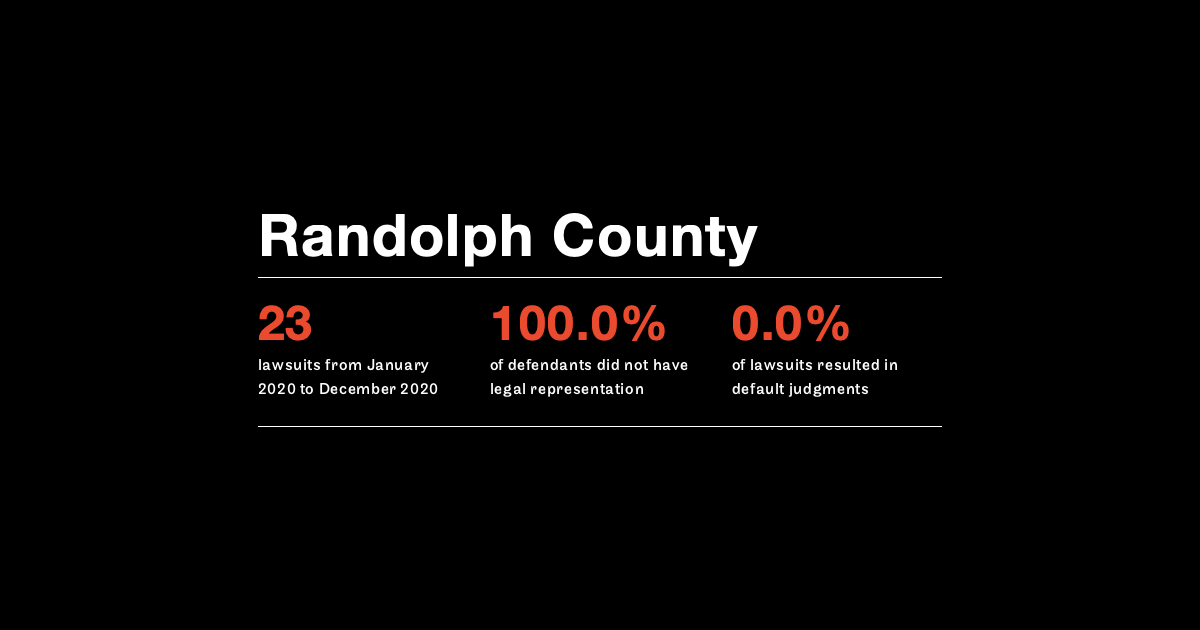 Randolph County
23
lawsuits from January
2020 to December 2020
100.0%
of defendants did not have
legal representation
0.0%
of lawsuits resulted in
default judgments